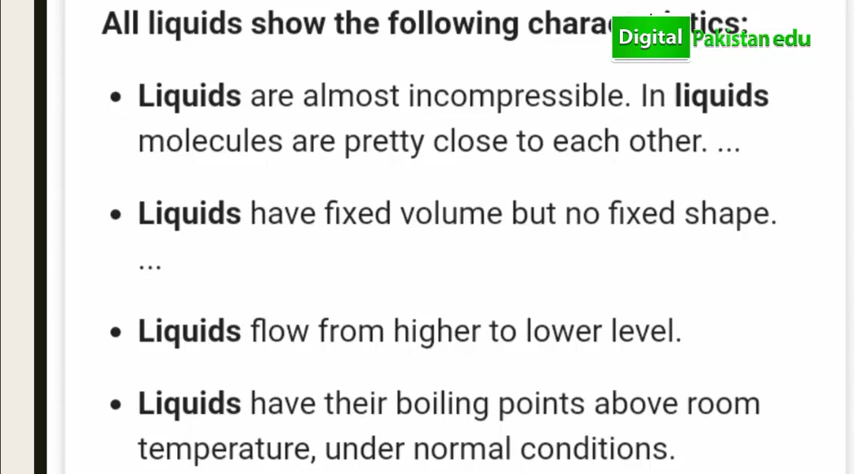 All liquids show the following
Digital Pakistan edu
• Liquids are almost incompressible. In liquids
molecules are pretty close to each other. ...
• Liquids have fixed volume but no fixed shape.
...
• Liquids flow from higher to lower level.
• Liquids have their boiling points above room
temperature, under normal conditions.